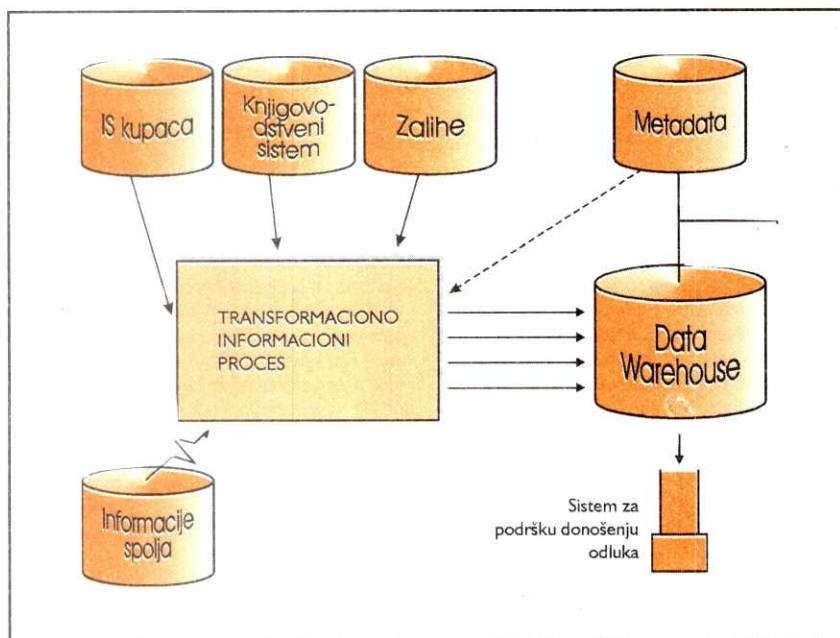 IS kupaca
Knjigovo-
dstveni
sistem
Zalihe
Metadata
TRANSFORMACIONO
INFORMACIONI
PROCES
Data
Warehouse
Informacije
spolja
Sistem za
podršku donošenju
odluka